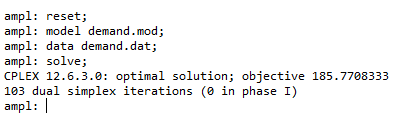 ampl: reset;
ampl: model demand.mod;
ampl: data demand.dat;
ampl: solve;
CPLEX 12.6.3.0: optimal solution; objective 185.7708333
103 dual simplex iterations (0 in phase I)
ampl: